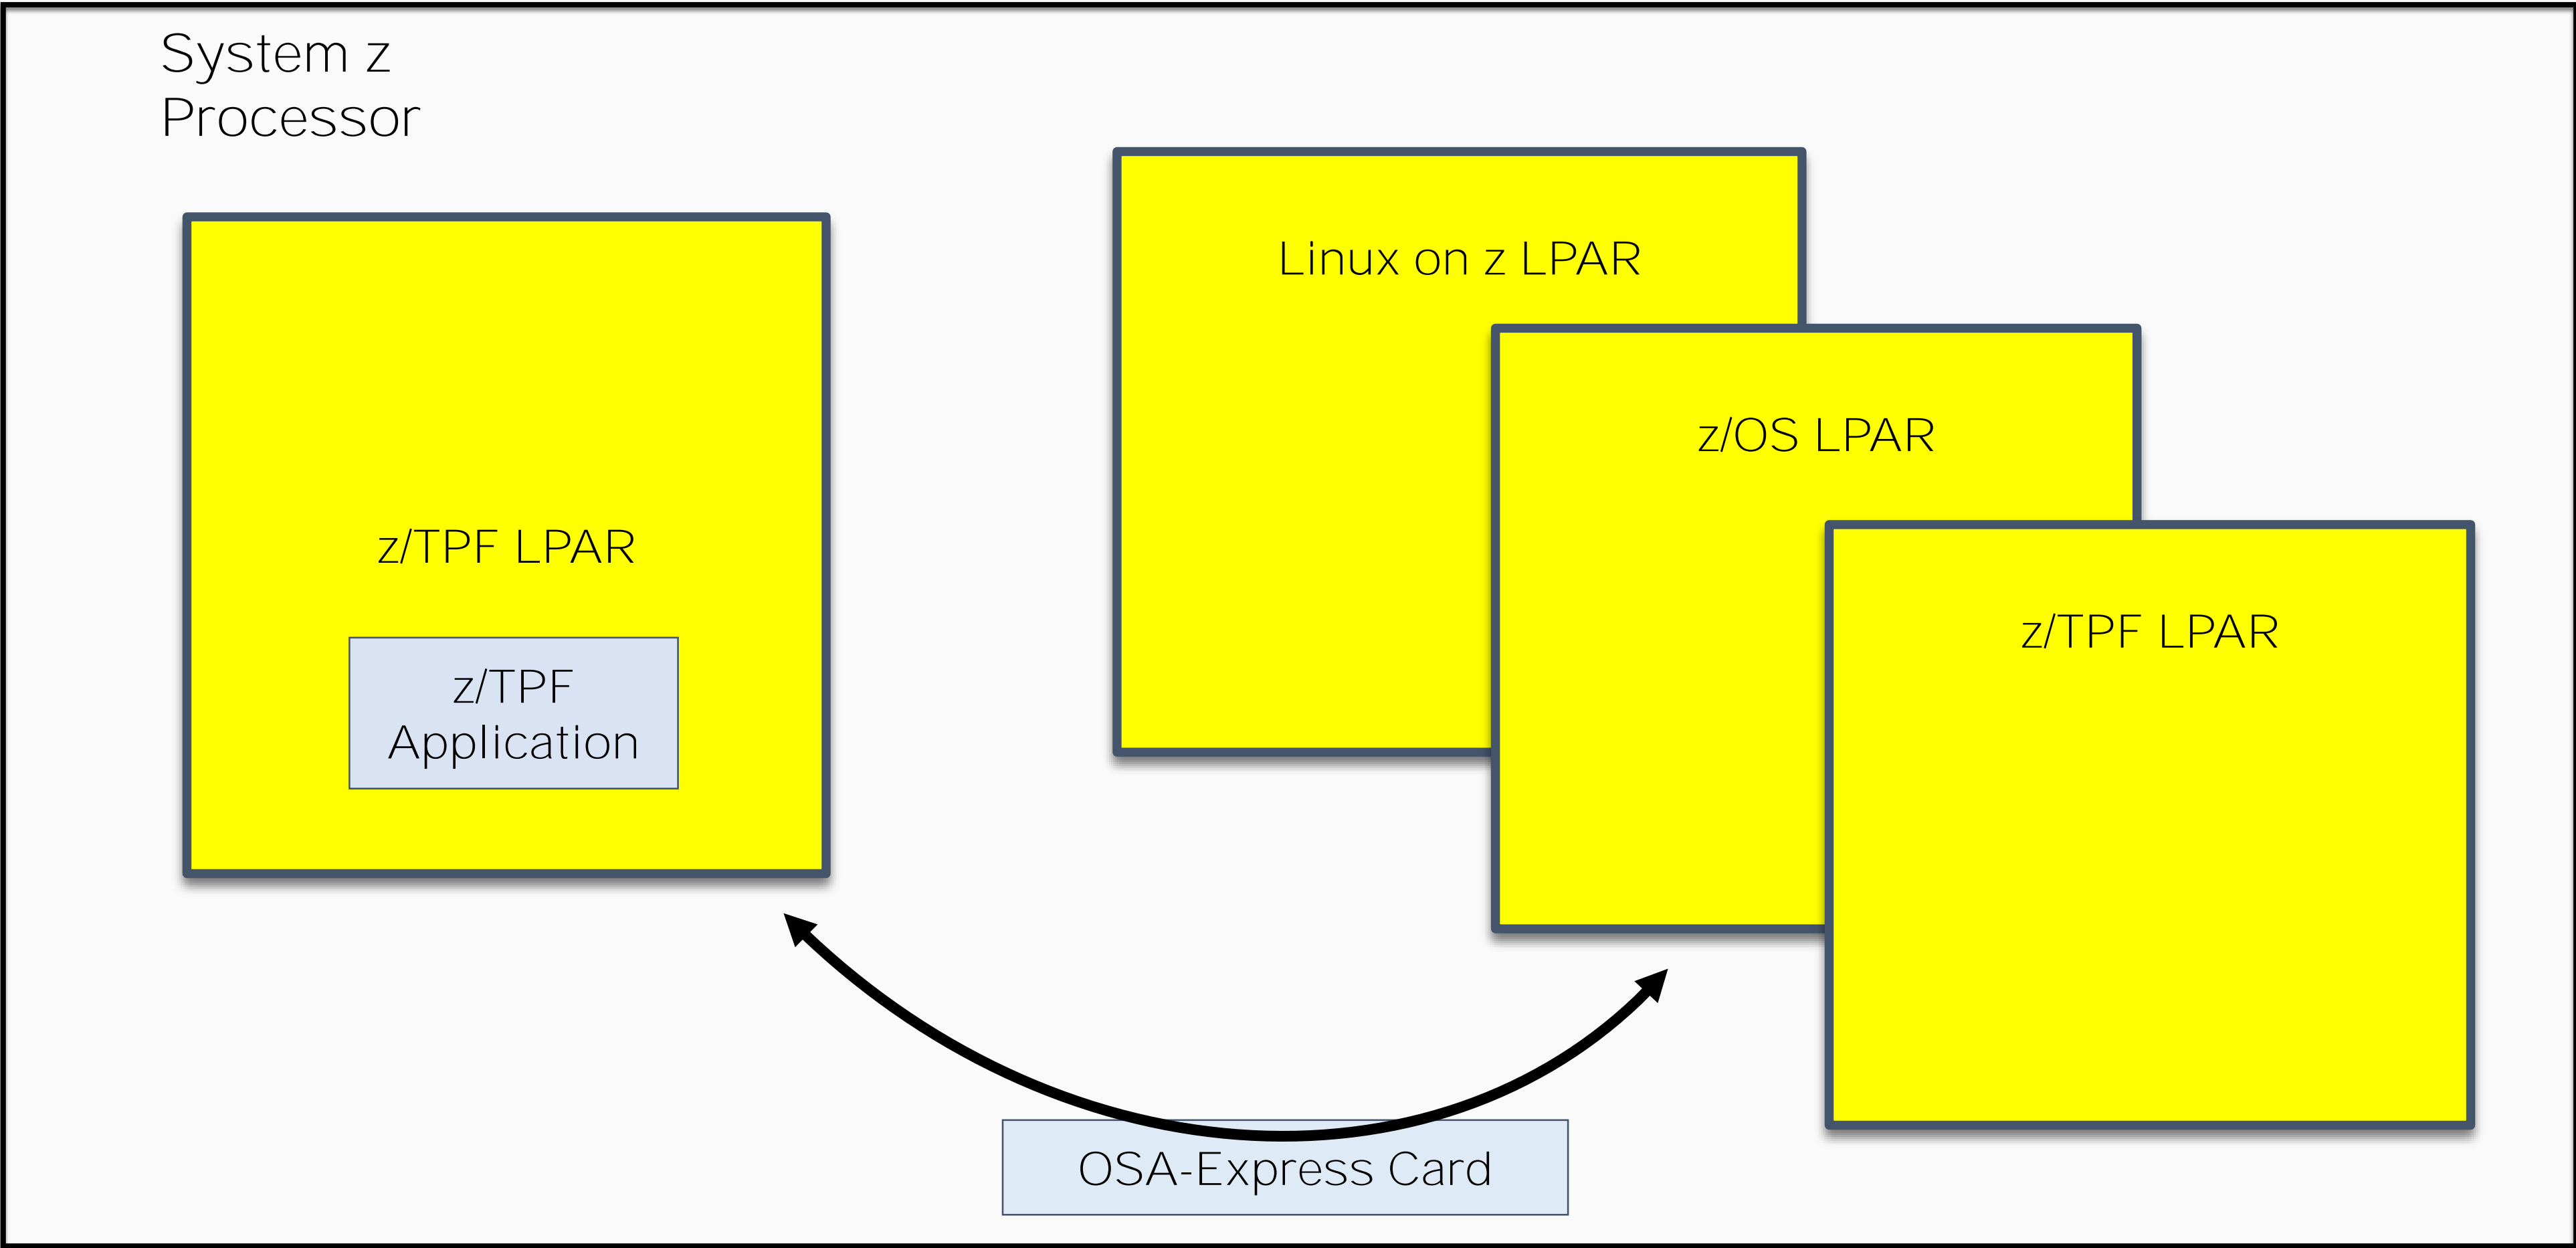 System z
Processor
Linux on z LPAR
z/OS LPAR
z/TPF LPAR
z/TPF LPAR
z/TPF
Application
OSA-Express Card